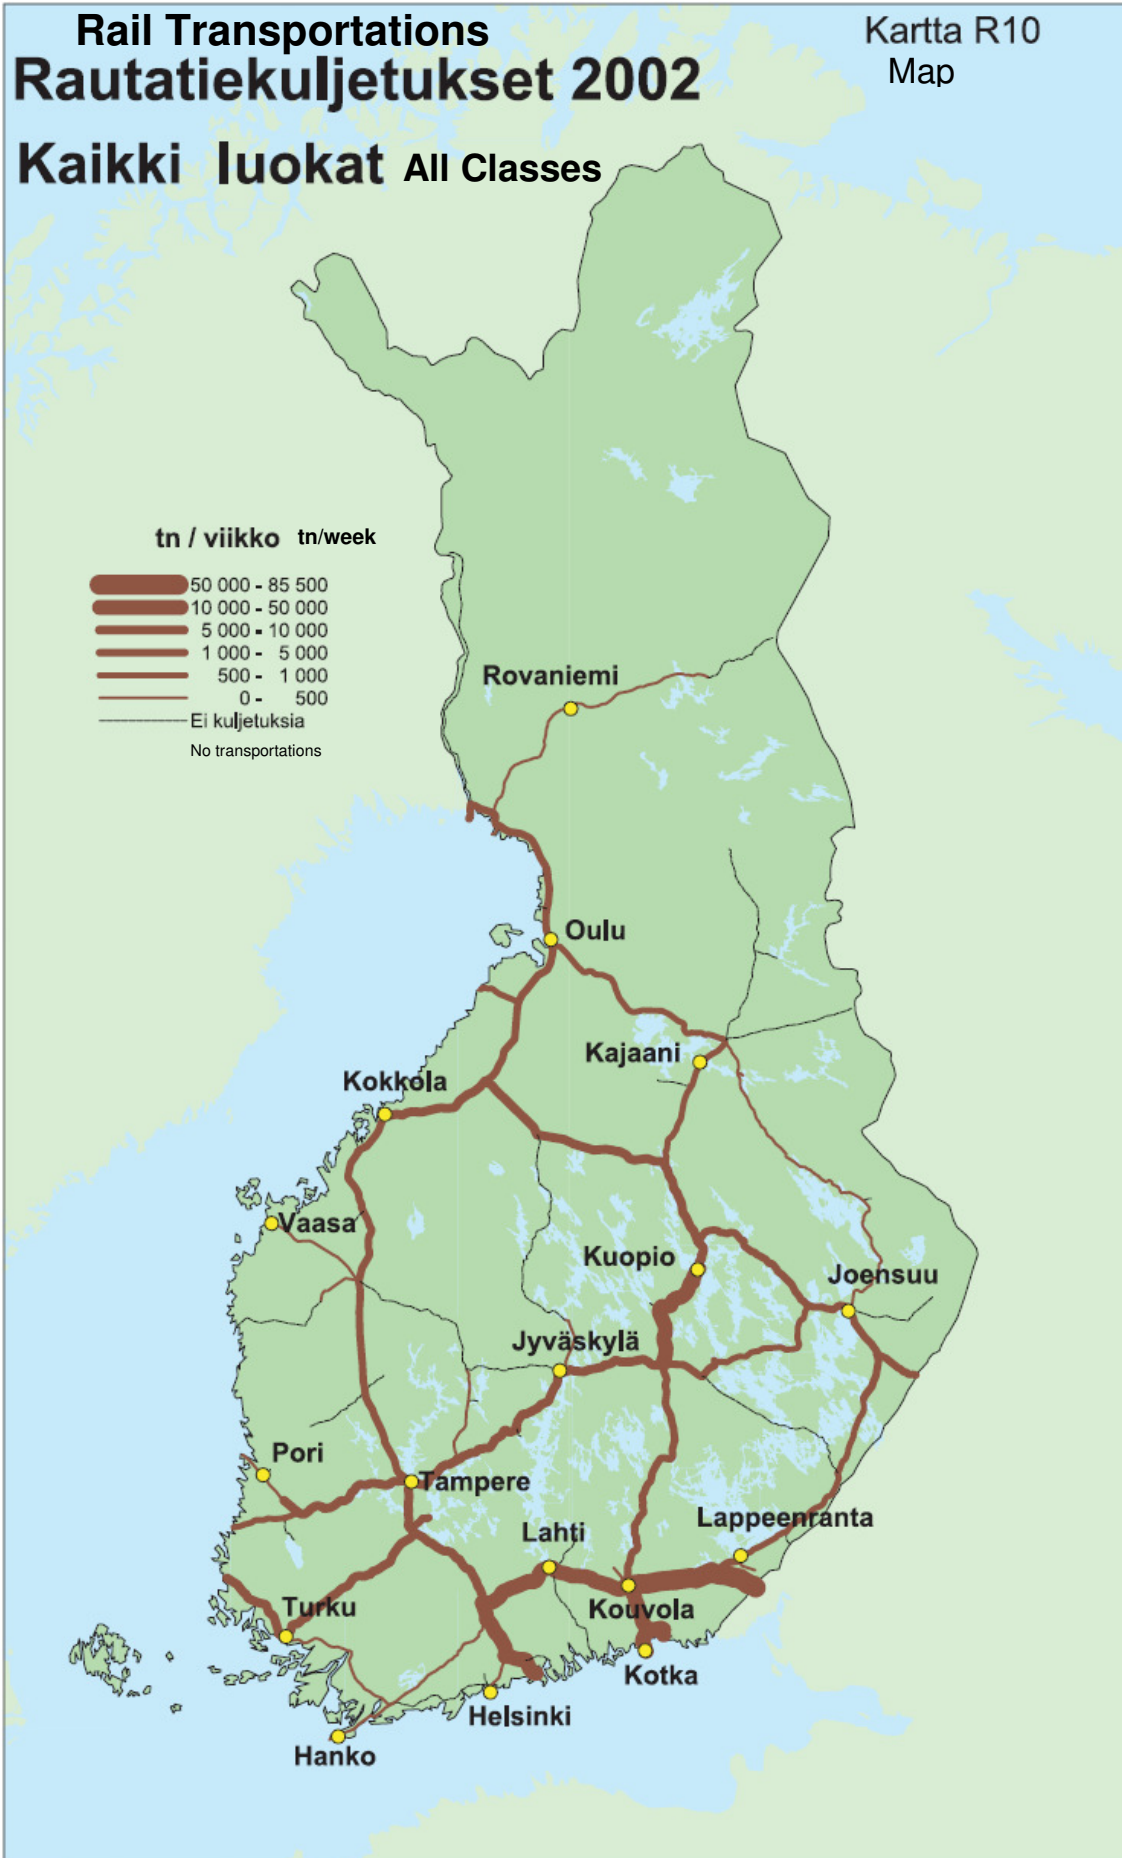 Rail Transportations
Kartta R10
Rautatiekuljetukset 2002
Map
Kaikki luokat All Classes
tn / viikko tn/week
50 000 - 85 500
10 000 - 50 000
5 000 - 10 000
1 000 - 5 000
500 - 1 000
0 - 500
Ei kuljetuksia
No transportations
Rovaniemi
Oulu
Kajaani
Kokkola
Vaasa
Kuopio
Joensuu
Jyväskylä
Pori
Tampere
Lappeenranta
Lahti
Turku
Kouvola
Kotka
Helsinki
Hanko